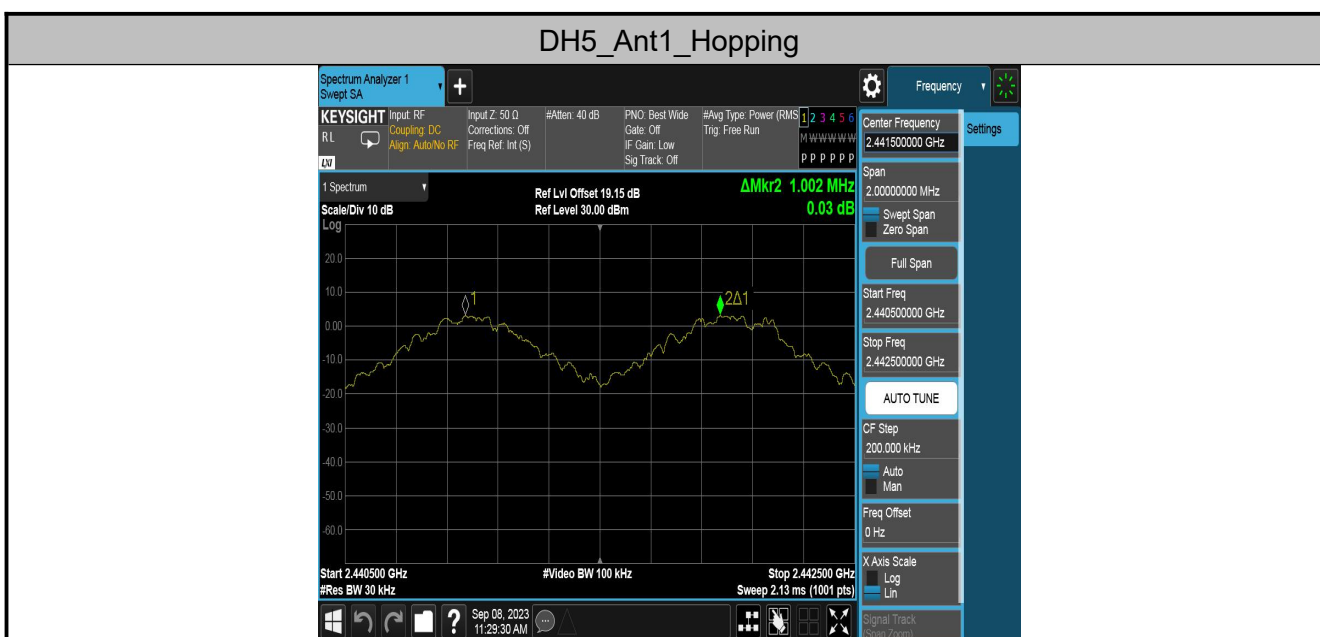 DH5_Ant1_Hopping
Spectrum Analyzer 1
Swept SA
+
Frequency
KEYSIGHT
RL
LXI
Input: RF
Coupling: DC
Align: Auto/No RF
Input Z: 50 Ω
Corrections: Off
Freq Ref: Int (S)
#Atten: 40 dB
PNO: Best Wide
Gate: Off
IF Gain: Low
Sig Track: Off
#Avg Type: Power (RMS
Trig: Free Run
1 2 3 4 5 6
M W W W W W
P P P P P P
1 Spectrum
Scale/Div 10 dB
Log
Ref Lvl Offset 19.15 dB
Ref Level 30.00 dBm
ΔMkr2 1.002 MHz
0.03 dB
20.0
10.0
0.00
-10.0
-20.0
-30.0
-40.0
-50.0
-60.0
1
2Δ1
Start 2.440500 GHz
#Res BW 30 kHz
#Video BW 100 kHz
Stop 2.442500 GHz
Sweep 2.13 ms (1001 pts)
?
Sep 08, 2023
11:29:30 AM
Center Frequency
2.441500000 GHz
Span
2.00000000 MHz
Swept Span
Zero Span
Full Span
Start Freq
2.440500000 GHz
Stop Freq
2.442500000 GHz
AUTO TUNE
CF Step
200.000 kHz
Auto
Man
Freq Offset
0 Hz
X Axis Scale
Log
Lin
Signal Track
(Span Zoom)
Settings